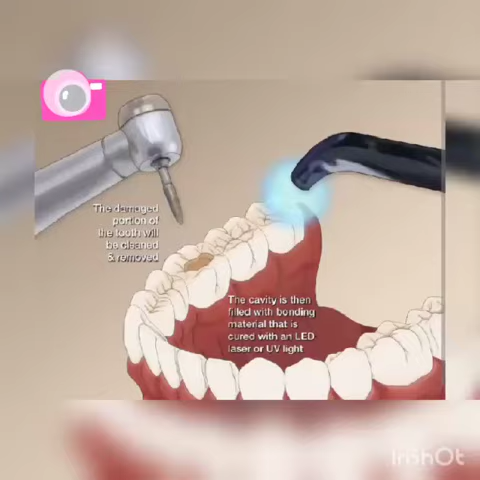 The damaged
portion of
the tooth will
be cleaned
& removed
The cavity is then
filled with bonding
material that is
cured with an LED
laser or UV light
InShOt